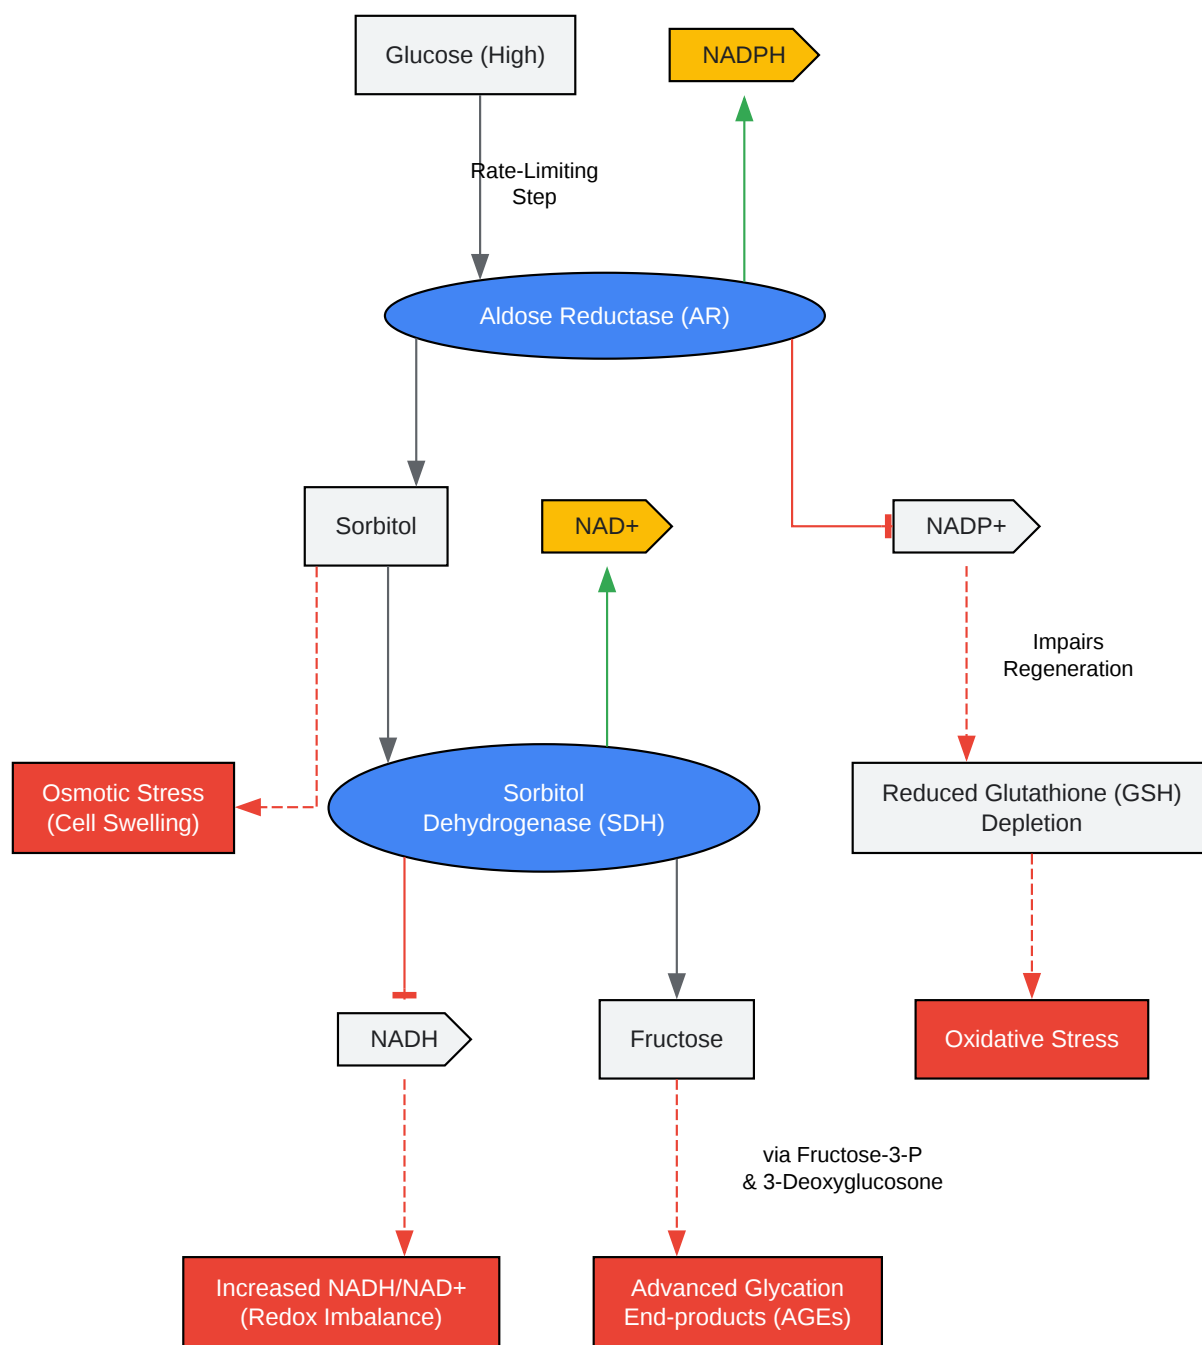 Glucose (High)
NADPH
Rate-Limiting
Step
Aldose Reductase (AR)
Sorbitol
NAD+
NADP+
Impairs
Regeneration
Osmotic Stress
(Cell Swelling)
Sorbitol
Dehydrogenase (SDH)
Reduced Glutathione (GSH)
Depletion
NADH
Fructose
Oxidative Stress
via Fructose-3-P
& 3-Deoxyglucosone
Increased NADH/NAD+
(Redox Imbalance)
Advanced Glycation
End-products (AGEs)